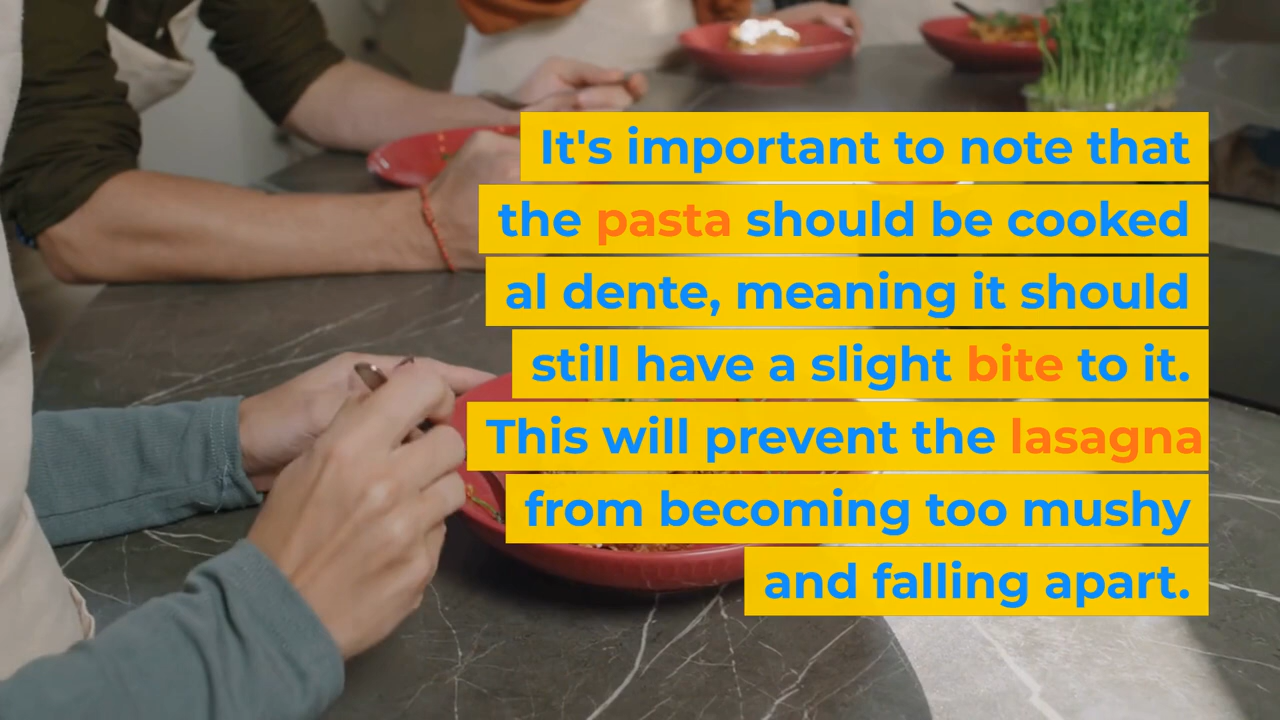 It's important to note that
the pasta should be cooked
al dente, meaning it should
still have a slight bite to it.
This will prevent the lasagna
from becoming too mushy
and falling apart.